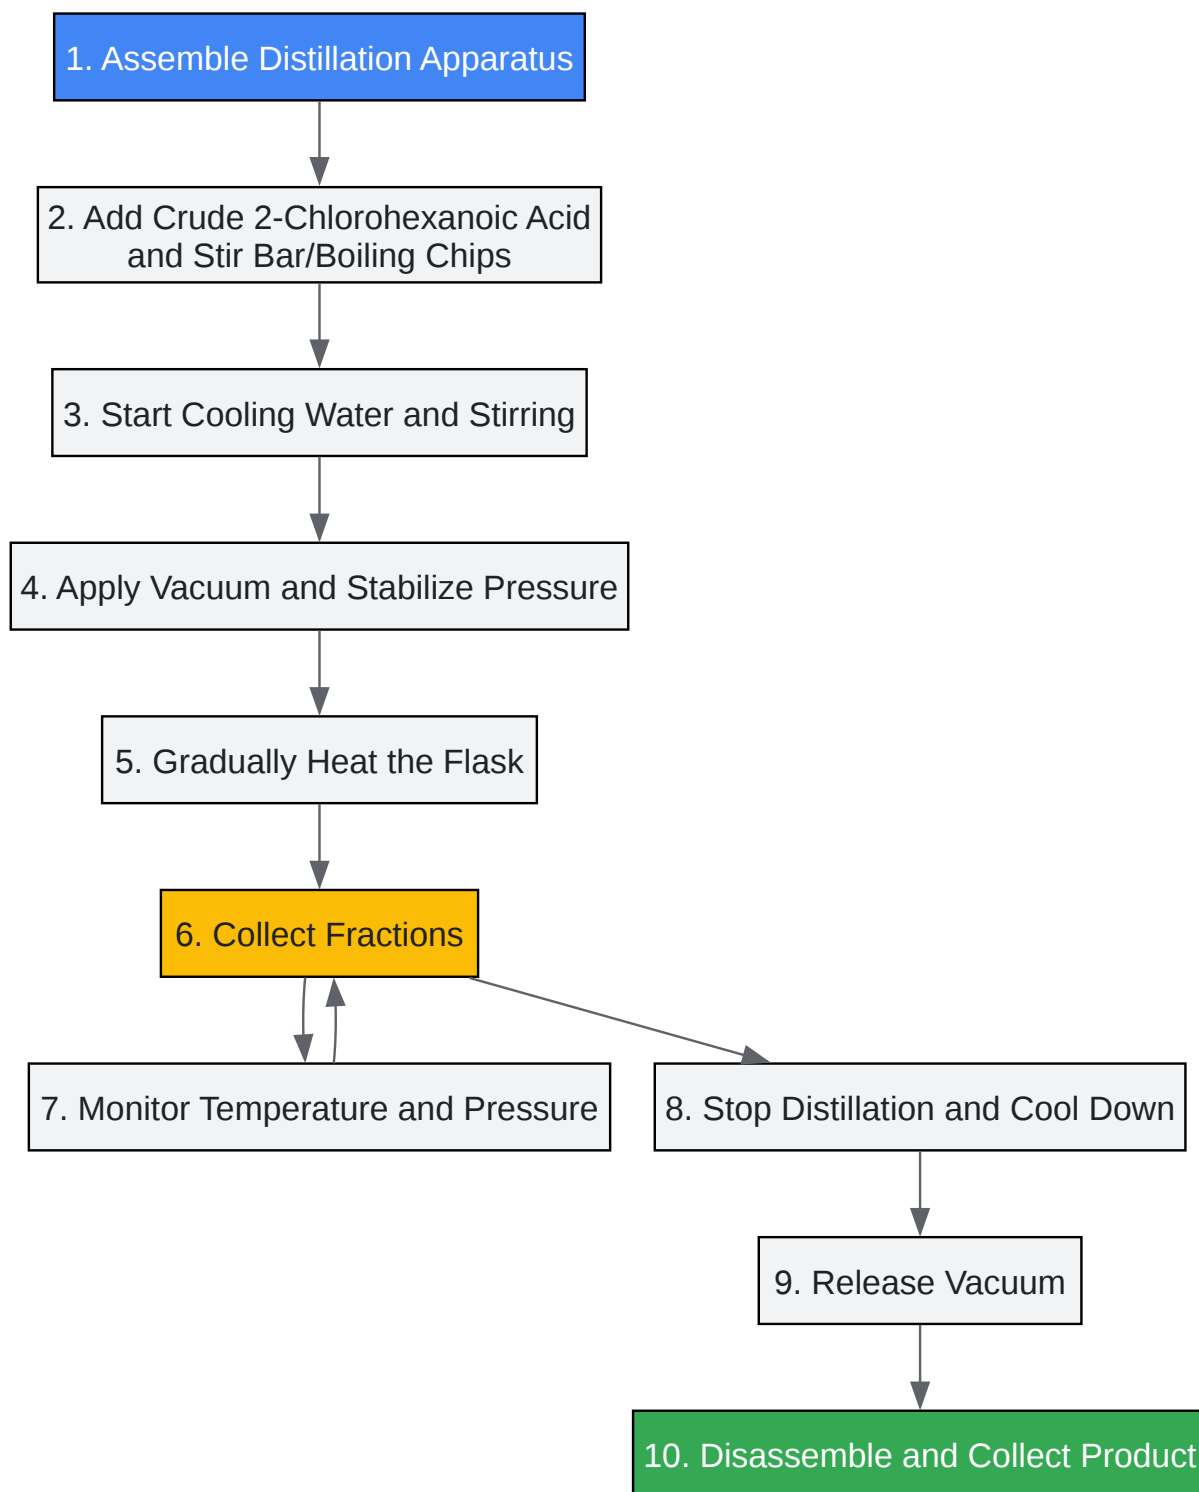 1. Assemble Distillation Apparatus
2. Add Crude 2-Chlorohexanoic Acid
and Stir Bar/Boiling Chips
3. Start Cooling Water and Stirring
4. Apply Vacuum and Stabilize Pressure
5. Gradually Heat the Flask
6. Collect Fractions
7. Monitor Temperature and Pressure
8. Stop Distillation and Cool Down
9. Release Vacuum
10. Disassemble and Collect Product